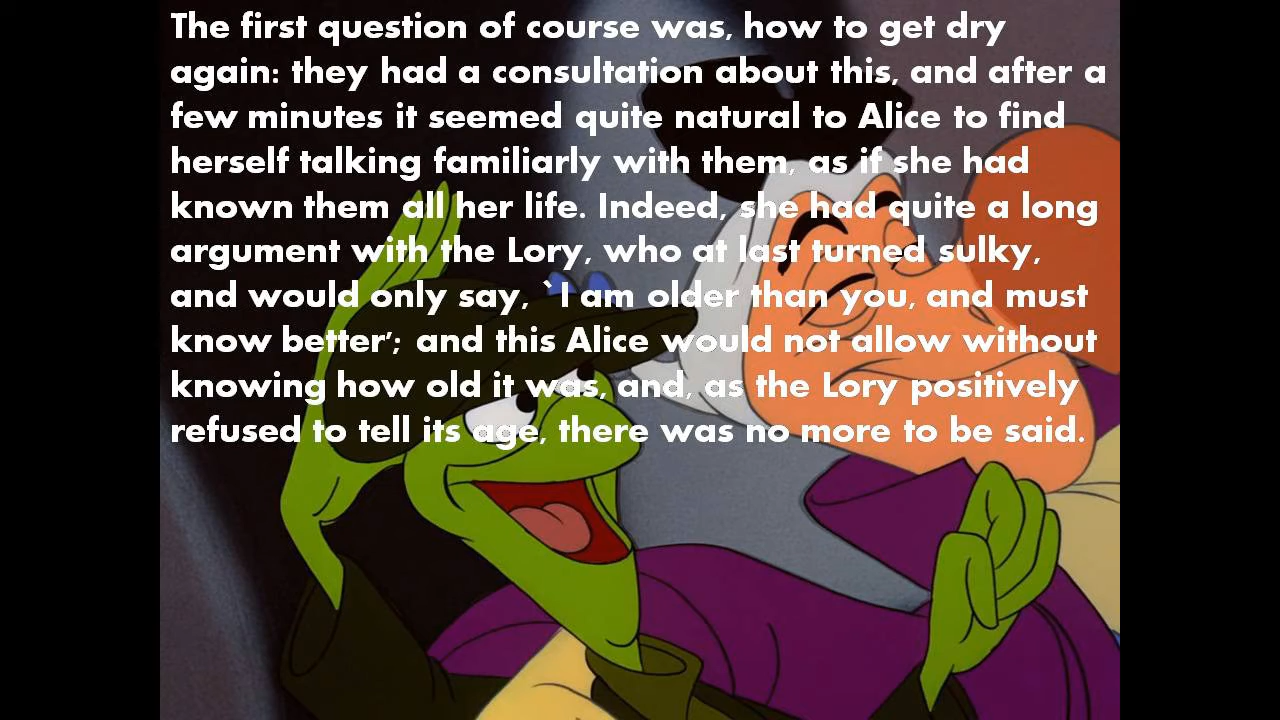 The first question of course was, how to get dry
again: they had a consultation about this, and after a
few minutes it seemed quite natural to Alice to find
herself talking familiarly with them, as if she had
known them all her life. Indeed, she had quite a long
argument with the Lory, who at last turned sulky,
and would only say, `I am older than you, and must
know better'; and this Alice would not allow without
knowing how old it was, and, as the Lory positively
refused to tell its age, there was no more to be said.